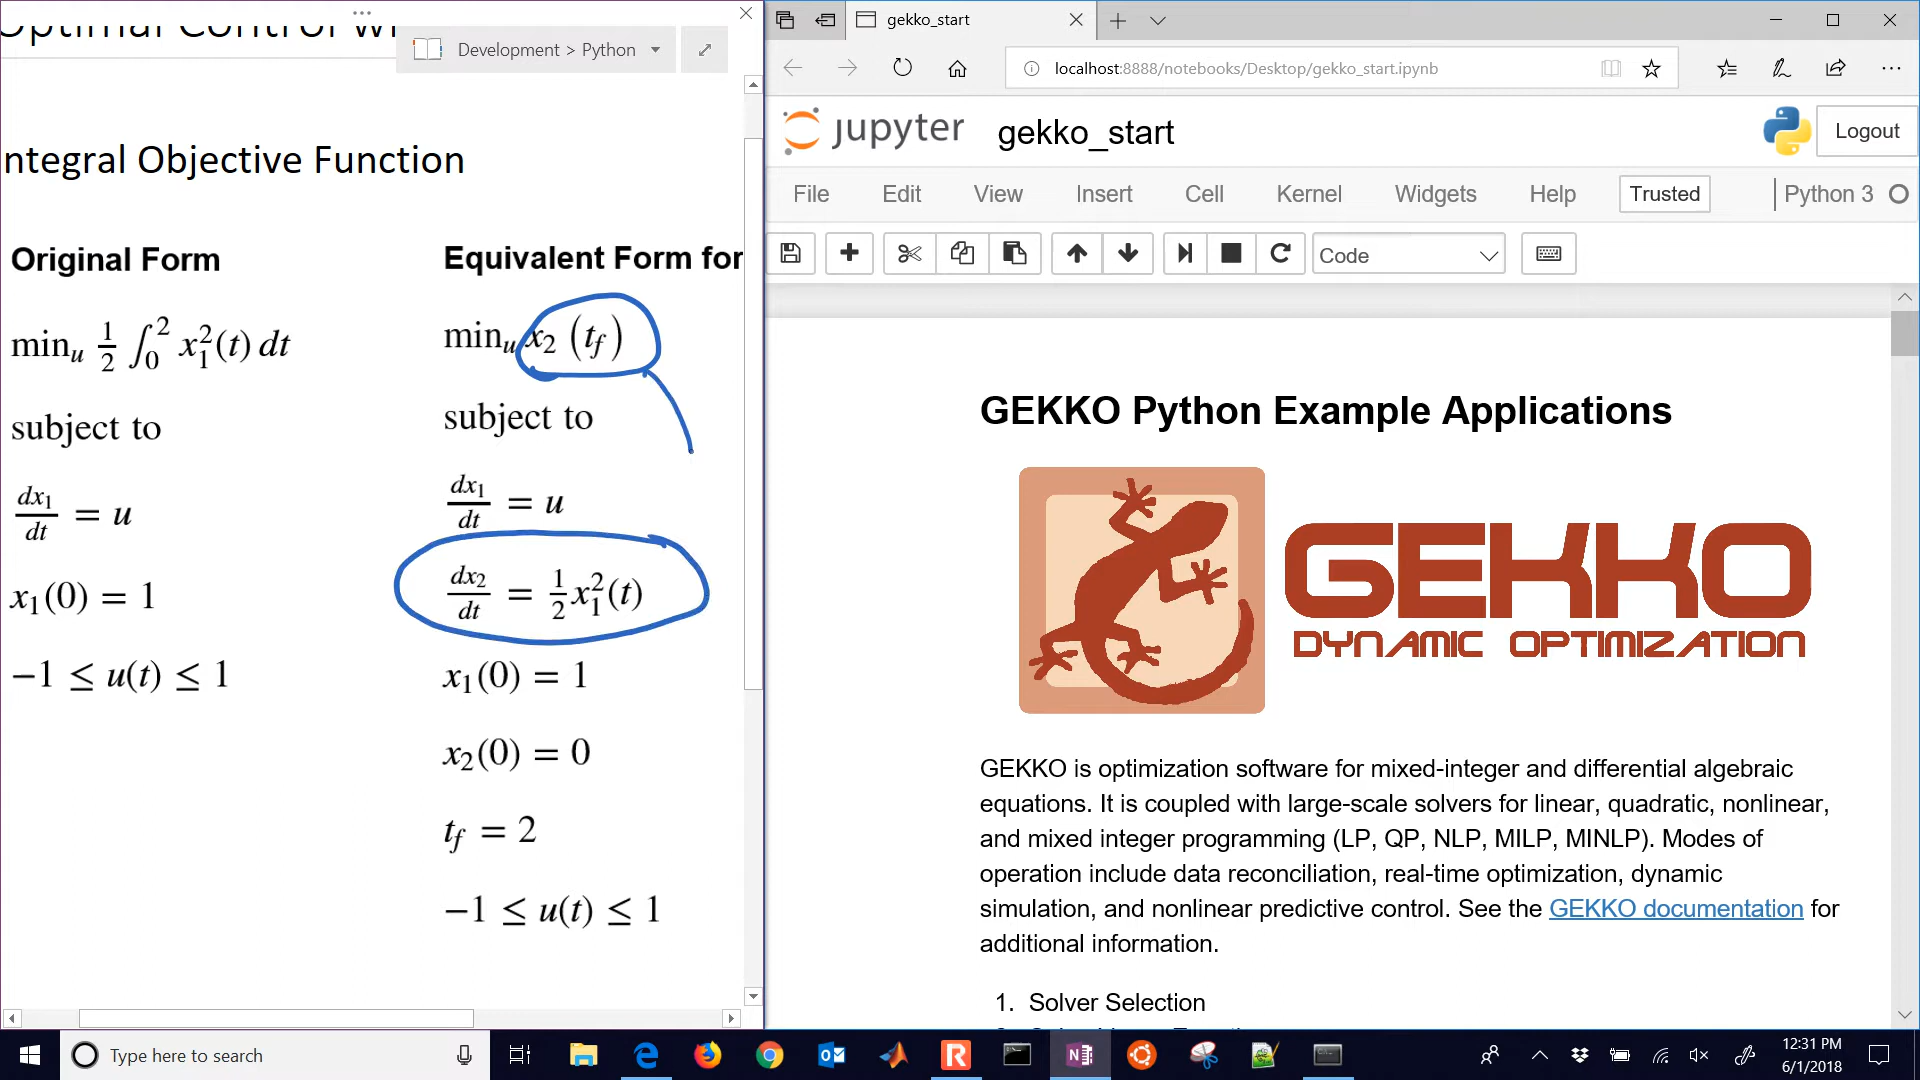 Optimal Control w
Development > Python
ntegral Objective Function
Original Form
min_u 1/2 ∫_0^2 x_1^2(t) dt
subject to
dx_1/dt = u
x_1(0) = 1
−1 ≤ u(t) ≤ 1
Equivalent Form for
min_u x_2 (t_f)
subject to
dx_1/dt = u
dx_2/dt = 1/2 x_1^2(t)
x_1(0) = 1
x_2(0) = 0
t_f = 2
−1 ≤ u(t) ≤ 1
gekko_start
localhost:8888/notebooks/Desktop/gekko_start.ipynb
jupyter gekko_start
Logout
File Edit View Insert Cell Kernel Widgets Help Trusted Python 3
Code
GEKKO Python Example Applications
GEKKO
DYNAMIC OPTIMIZATION
GEKKO is optimization software for mixed-integer and differential algebraic
equations. It is coupled with large-scale solvers for linear, quadratic, nonlinear,
and mixed integer programming (LP, QP, NLP, MILP, MINLP). Modes of
operation include data reconciliation, real-time optimization, dynamic
simulation, and nonlinear predictive control. See the GEKKO documentation for
additional information.
1. Solver Selection
Type here to search
12:31 PM
6/1/2018